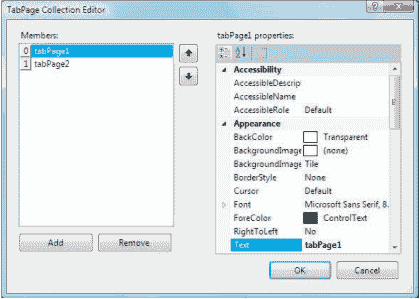 TabPage Collection Editor
Members:
0 tabPage1
1 tabPage2
Add
Remove
tabPage1 properties:
Accessibility
AccessibleDescrip
AccessibleName
AccessibleRole Default
Appearance
BackColor Transparent
BackgroundImage (none)
BackgroundImage Tile
BorderStyle None
Cursor Default
Font Microsoft Sans Serif, 8.
ForeColor ControlText
RightToLeft No
Text tabPage1
OK
Cancel